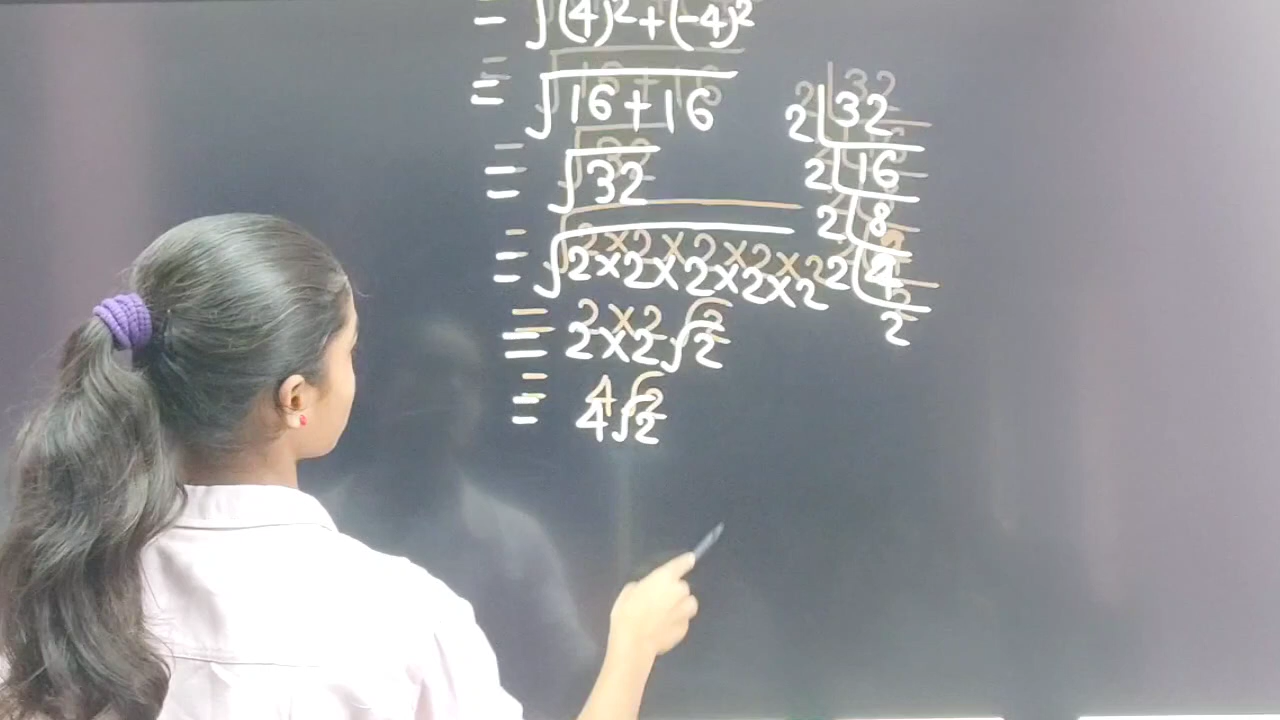 = √(4)² + (-4)²
= √16 + 16
= √32
= √2×2×2×2×2
= 2×2√2
= 4√2
2 | 32
2 | 16
2 | 8
2 | 4
2